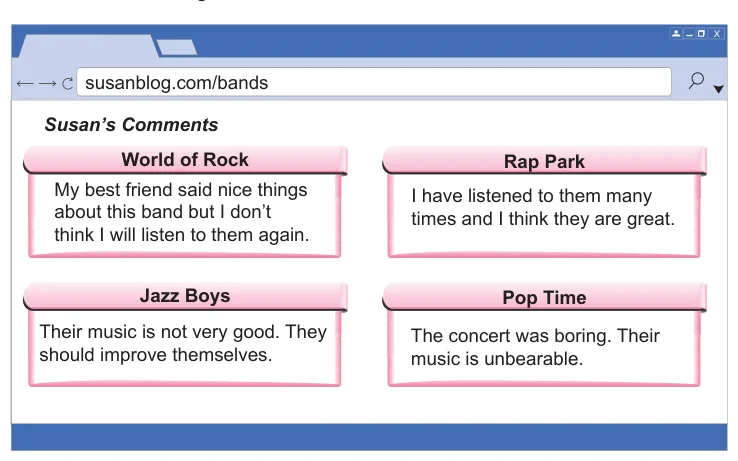 susanblog.com/bands
Susan's Comments
World of Rock
My best friend said nice things
about this band but I don't
think I will listen to them again.
Rap Park
I have listened to them many
times and I think they are great.
Jazz Boys
Their music is not very good. They
should improve themselves.
Pop Time
The concert was boring. Their
music is unbearable.